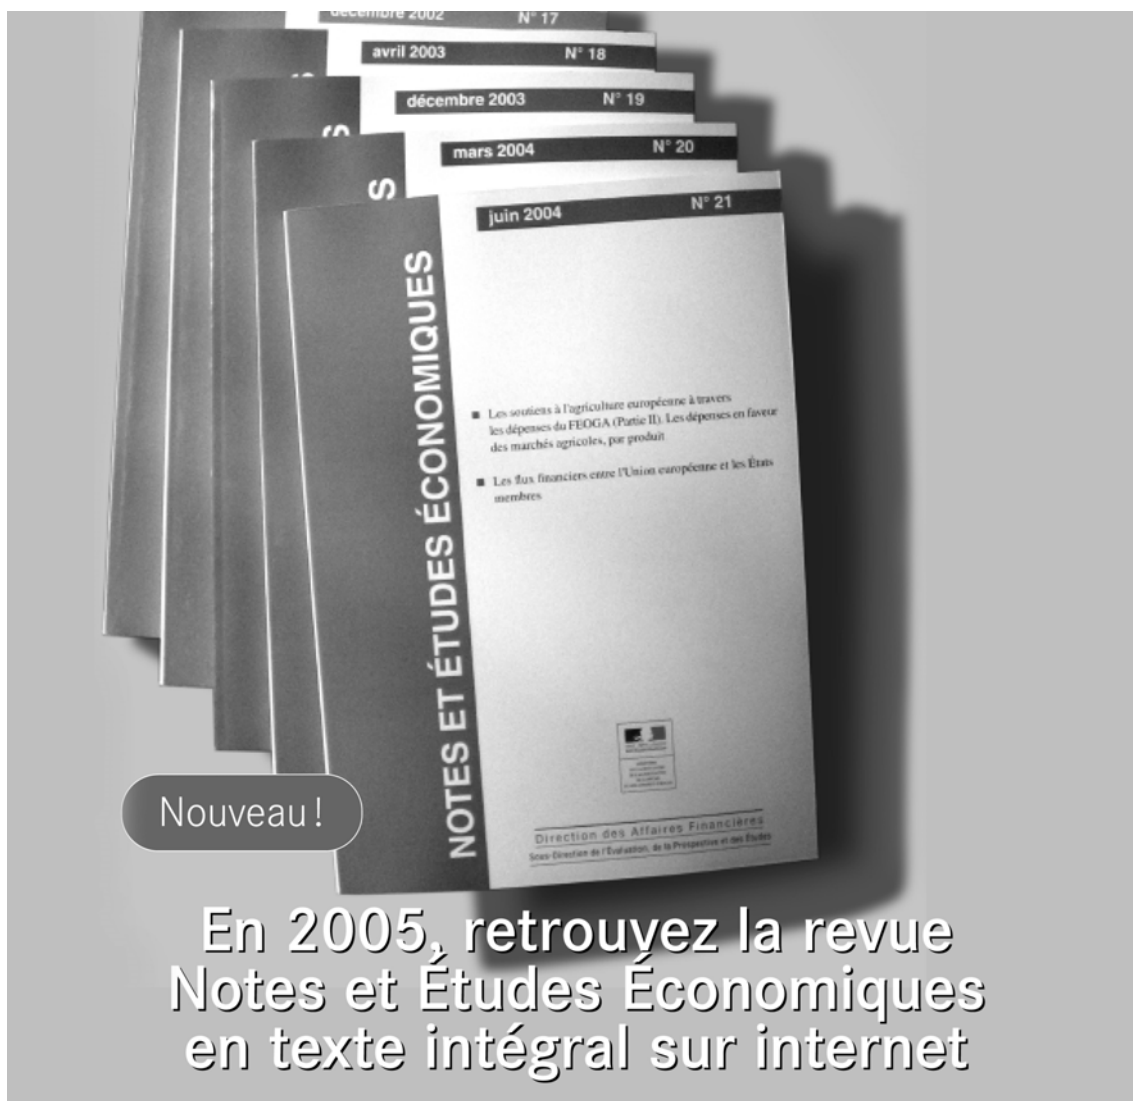 décembre 2002 N° 17
avril 2003 N° 18
décembre 2003 N° 19
mars 2004 N° 20
juin 2004 N° 21
S
S
NOTES ET ÉTUDES ÉCONOMIQUES
■ Les soutiens à l'agriculture européenne à travers
les dépenses du FEOGA (Partie II). Les dépenses en faveur
des marchés agricoles, par produit
■ Les flux financiers entre l'Union européenne et les États
membres
Direction des Affaires Financières
Sous-Direction de l'Évaluation, de la Prospective et des Études
Nouveau !
En 2005, retrouvez la revue
Notes et Études Économiques
en texte intégral sur internet